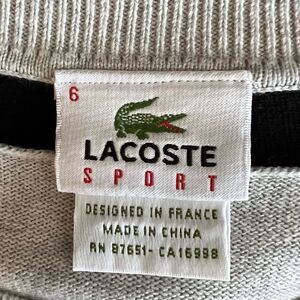 6
LACOSTE
SPORT
DESIGNED IN FRANCE
MADE IN CHINA
RN 87651 - CA16998